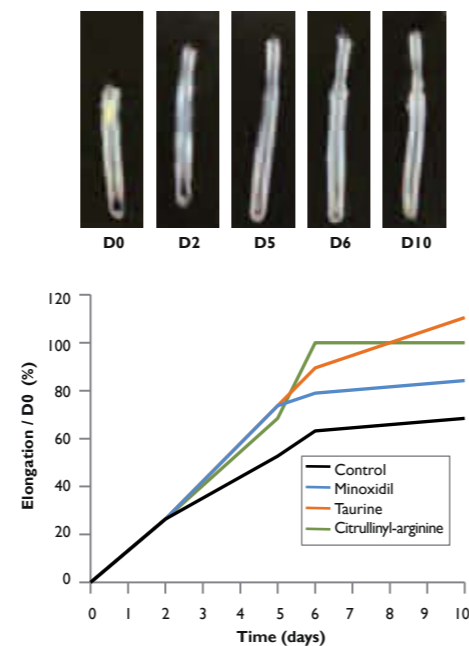 D0 D2 D5 D6 D10
120
100
80
60
40
20
0
Elongation / D0 (%)
Control
Minoxidil
Taurine
Citrullinyl-arginine
0 1 2 3 4 5 6 7 8 9 10
Time (days)